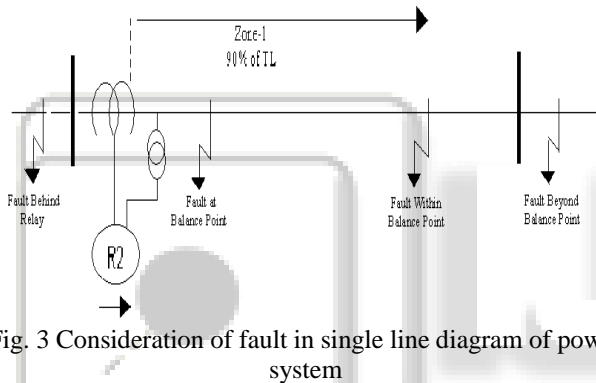 Zone-1
90% of TL
Fault Behind
Relay
Fault at
Balance Point
Fault Within
Balance Point
Fault Beyond
Balance Point
R2
Fig. 3 Consideration of fault in single line diagram of pow
system